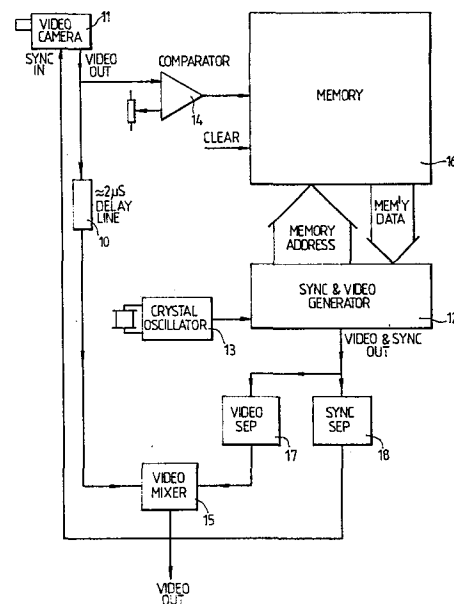 11
VIDEO
CAMERA
SYNC
IN
VIDEO
OUT
COMPARATOR
14
MEMORY
CLEAR
16
≈2µS
DELAY
LINE
10
MEMORY
ADDRESS
MEM'Y
DATA
SYNC & VIDEO
GENERATOR
12
CRYSTAL
OSCILLATOR
13
VIDEO & SYNC
OUT
VIDEO
SEP
17
SYNC
SEP
18
VIDEO
MIXER
15
VIDEO
OUT